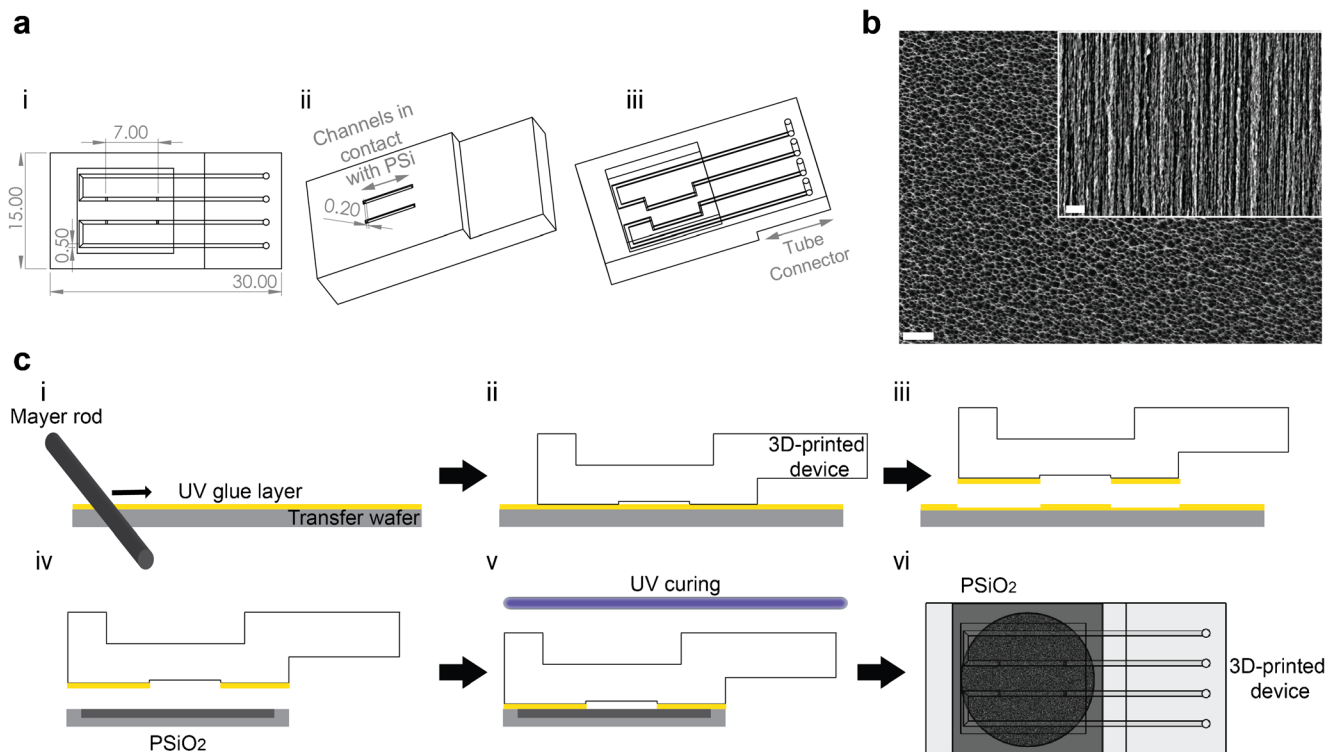 a
b
i
ii
iii
7.00
15.00
0.50
30.00
Channels in
contact
with PSi
0.20
Tube
Connector
c
i
ii
iii
Mayer rod
UV glue layer
Transfer wafer
3D-printed
device
iv
v
vi
PSiO2
UV curing
PSiO2
3D-printed
device